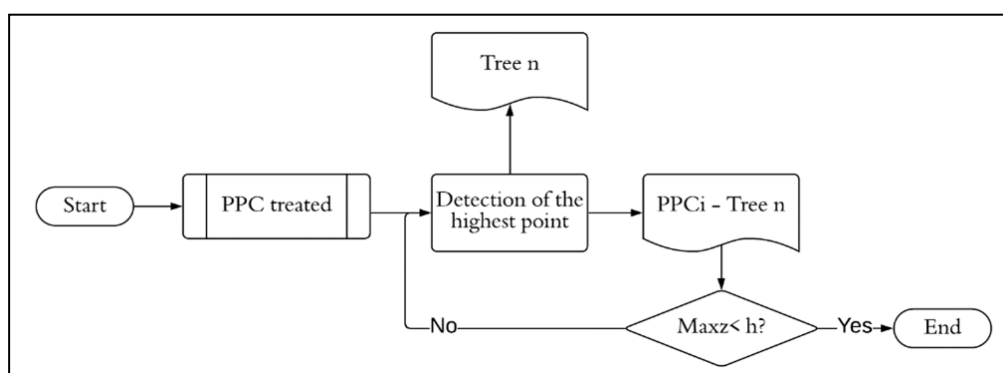 Tree n
Start
PPC treated
Detection of the
highest point
PPCi - Tree n
No
Maxz< h?
Yes
End